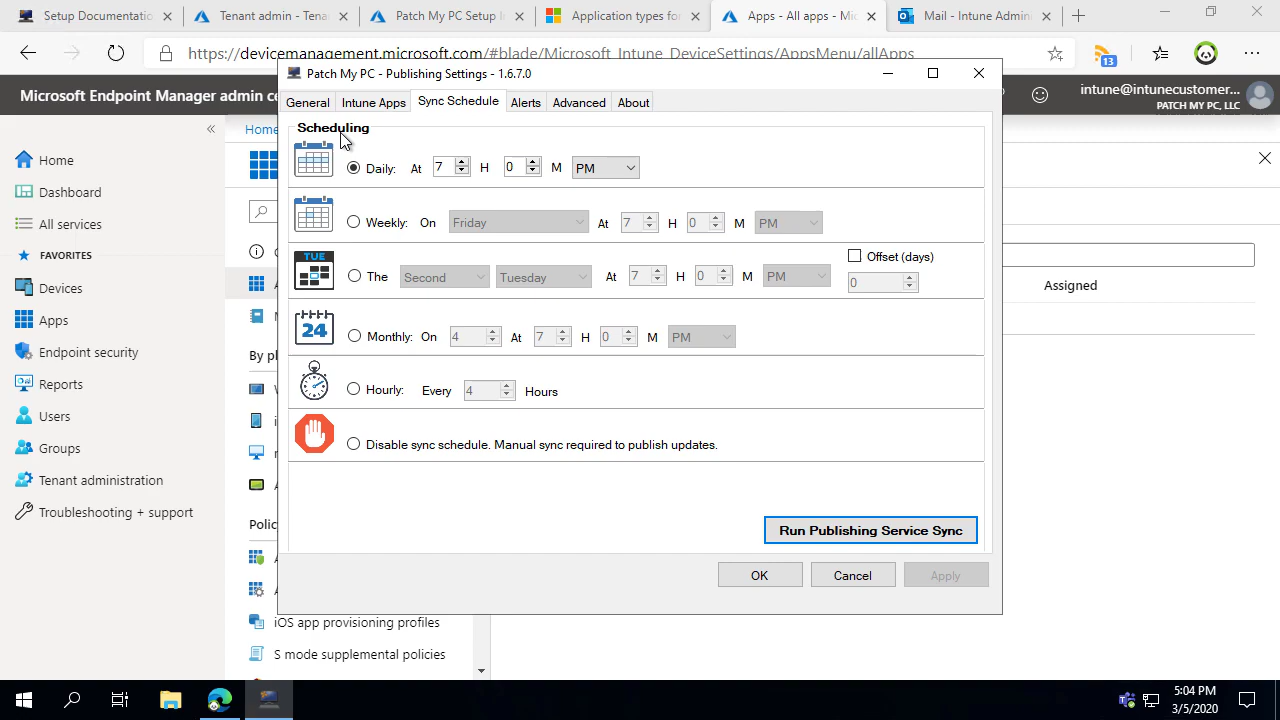 Setup Documentatio
Tenant admin - Tena
Patch My PC Setup I
Application types for
Apps - All apps - Mi
Mail - Intune Admin
https://devicemanagement.microsoft.com/#blade/Microsoft_Intune_DeviceSettings/AppsMenu/allApps
13
Microsoft Endpoint Manager admin ce
intune@intunecustomer...
PATCH MY PC, LLC
Home
Dashboard
All services
FAVORITES
Devices
Apps
Endpoint security
Reports
Users
Groups
Tenant administration
Troubleshooting + support
Home
By pl
Polic
iOS app provisioning profiles
S mode supplemental policies
Assigned
Patch My PC - Publishing Settings - 1.6.7.0
General Intune Apps Sync Schedule Alerts Advanced About
Scheduling
Daily: At 7 H 0 M PM
Weekly: On Friday At 7 H 0 M PM
TUE The Second Tuesday At 7 H 0 M PM Offset (days) 0
24 Monthly: On 4 At 7 H 0 M PM
Hourly: Every 4 Hours
Disable sync schedule. Manual sync required to publish updates.
Run Publishing Service Sync
OK Cancel Apply
5:04 PM
3/5/2020